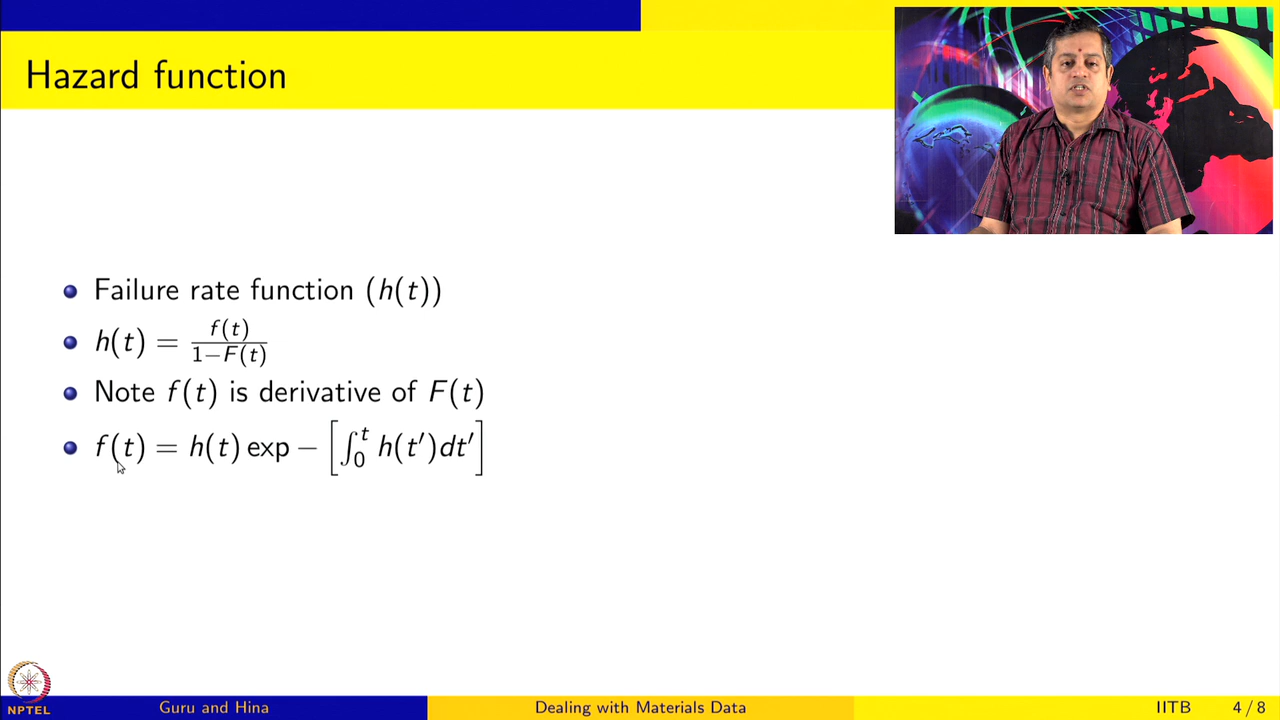 Hazard function
Failure rate function (h(t))
h(t) = f(t) / 1−F(t)
Note f(t) is derivative of F(t)
f(t) = h(t) exp − [∫₀ᵗ h(t′)dt′]
NPTEL
Guru and Hina
Dealing with Materials Data
IITB
4 / 8